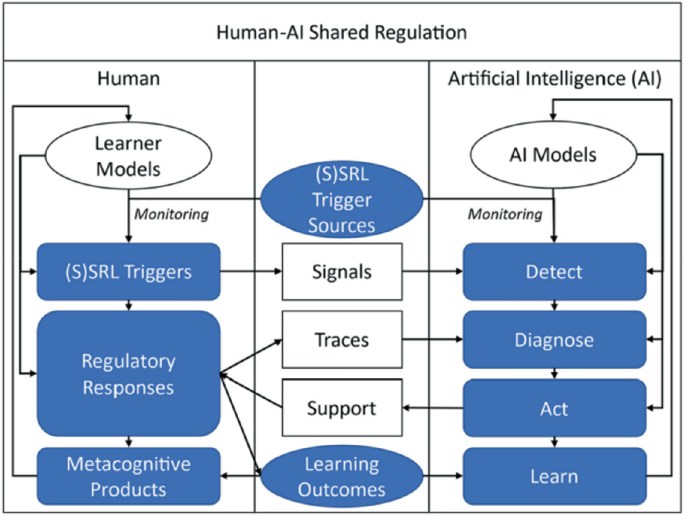 Human-AI Shared Regulation
Human
Artificial Intelligence (AI)
Learner
Models
(S)SRL
Trigger
Sources
AI Models
Monitoring
Monitoring
(S)SRL Triggers
Signals
Detect
Regulatory
Responses
Traces
Diagnose
Support
Act
Metacognitive
Products
Learning
Outcomes
Learn